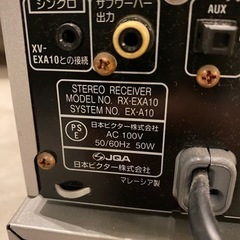 シンクロ
サブウーハー
出力
AUX
XV-
EXA10との接続
STEREO RECEIVER
MODEL NO. RX-EXA10
SYSTEM NO. EX-A10
P
S
E
日本ビクター株式会社
AC 100V
50/60Hz 50W
JQA
日本ビクター株式会社
マレーシア製